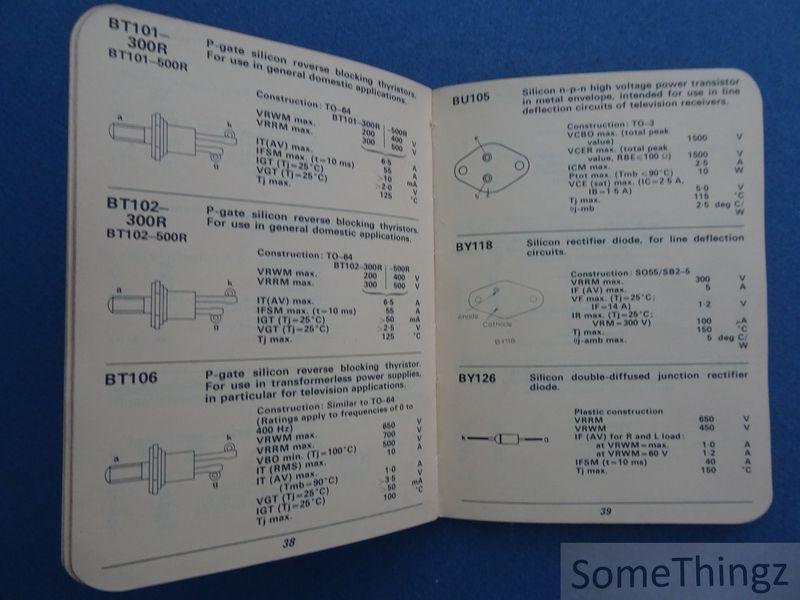 BT101–
300R
BT101–500R
P-gate silicon reverse blocking thyristors.
For use in general domestic applications.
a
k
g
Construction: TO–64
BT101–300R | –500R
VRWM max. 200 400 V
VRRM max. 300 500 V
IT(AV) max. 6·5 A
IFSM max. (t=10 ms) 55 A
IGT (Tj=25°C) >10 mA
VGT (Tj=25°C) >2·0 V
Tj max. 125 °C
BT102–
300R
BT102–500R
P-gate silicon reverse blocking thyristors.
For use in general domestic applications.
a
k
g
Construction: TO–64
BT102–300R | –500R
VRWM max. 200 400 V
VRRM max. 300 500 V
IT(AV) max. 6·5 A
IFSM max. (t=10 ms) 55 A
IGT (Tj=25°C) >50 mA
VGT (Tj=25°C) >2·5 V
Tj max. 125 °C
BT106
P-gate silicon reverse blocking thyristor.
For use in transformerless power supplies,
in particular for television applications.
a
k
g
Construction: Similar to TO–64
(Ratings apply to frequencies of 0 to
400 Hz)
VRWM max. 650 V
VRRM max. 700 V
VBO min. (Tj=100°C) 500 V
IT (RMS) max. 10 A
IT (AV) max.
(Tmb=90°C) 1·0 A
VGT (Tj=25°C) >3·5 V
IGT (Tj=25°C) >50 mA
Tj max. 100 °C
38
BU105
Silicon n-p-n high voltage power transistor
in metal envelope, intended for use in line
deflection circuits of television receivers.
Construction: TO–3
VCBO max. (total peak
value) 1500 V
VCER max. (total peak
value, RBE≤100 Ω) 1500 V
ICM max. 2·5 A
Ptot max. (Tmb ≤90°C) 10 W
VCE (sat) max. (IC=2·5 A,
IB=1·5 A) 5·0 V
Tj max. 115 °C
θj-mb 2·5 deg C/
W
BY118
Silicon rectifier diode, for line deflection
circuits.
Anode
Cathode
BY118
Construction: SO55/SB2–5
VRRM max. 300 V
IF (AV) max. 5 A
VF max. (Tj=25°C;
IF=14 A) 1·2 V
IR max. (Tj=25°C;
VRM=300 V) 100 µA
Tj max. 150 °C
θj-amb max. 5 deg C/
W
BY126
Silicon double-diffused junction rectifier
diode.
k
a
Plastic construction
VRRM 650 V
VRWM 450 V
IF (AV) for R and L load:
at VRWM=max. 1·0 A
at VRWM=60 V 1·2 A
IFSM (t=10 ms) 40 A
Tj max. 150 °C
39
SomeThingz